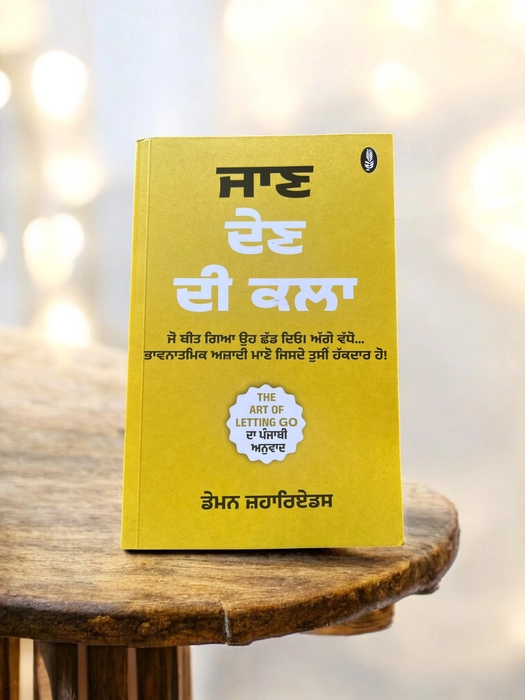 ਜਾਣ
ਦੇਣ
ਦੀ ਕਲਾ
ਜੋ ਬੀਤ ਗਿਆ ਉਹ ਛੱਡ ਦਿਓ। ਅੱਗੇ ਵੱਧੋ...
ਭਾਵਨਾਤਮਿਕ ਅਜ਼ਾਦੀ ਮਾਣੋ ਜਿਸਦੇ ਤੁਸੀਂ ਹੱਕਦਾਰ ਹੋ!
THE
ART OF
LETTING GO
ਦਾ ਪੰਜਾਬੀ
ਅਨੁਵਾਦ
ਡੇਮਨ ਜ਼ਹਾਰਿਏਡਸ